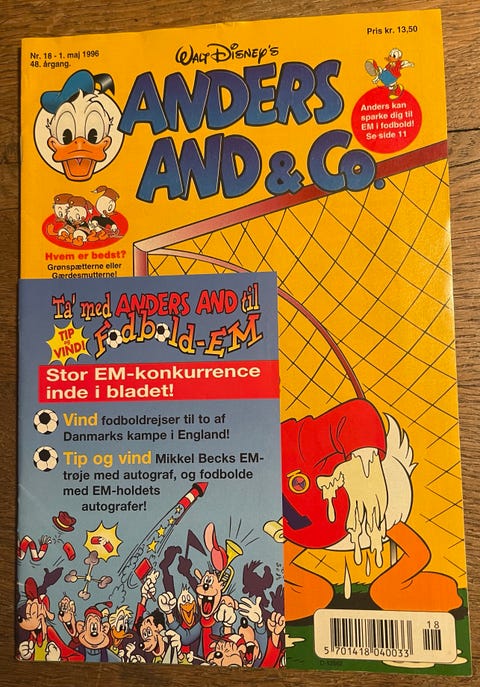 Nr. 18 - 1. maj 1996
48. årgang.
Pris kr. 13,50
WALT DISNEY'S
ANDERS
AND & Co.
Anders kan
sparke dig til
EM i fodbold!
Se side 11
Hvem er bedst?
Grønspætterne eller
Gærdesmutterne!
Ta' med ANDERS AND til
Fodbold-EM
TIP
og
VIND!
Stor EM-konkurrence
inde i bladet!
Vind fodboldrejser til to af
Danmarks kampe i England!
Tip og vind Mikkel Becks EM-
trøje med autograf, og fodbolde
med EM-holdets
autografer!
18
5 701418 040033